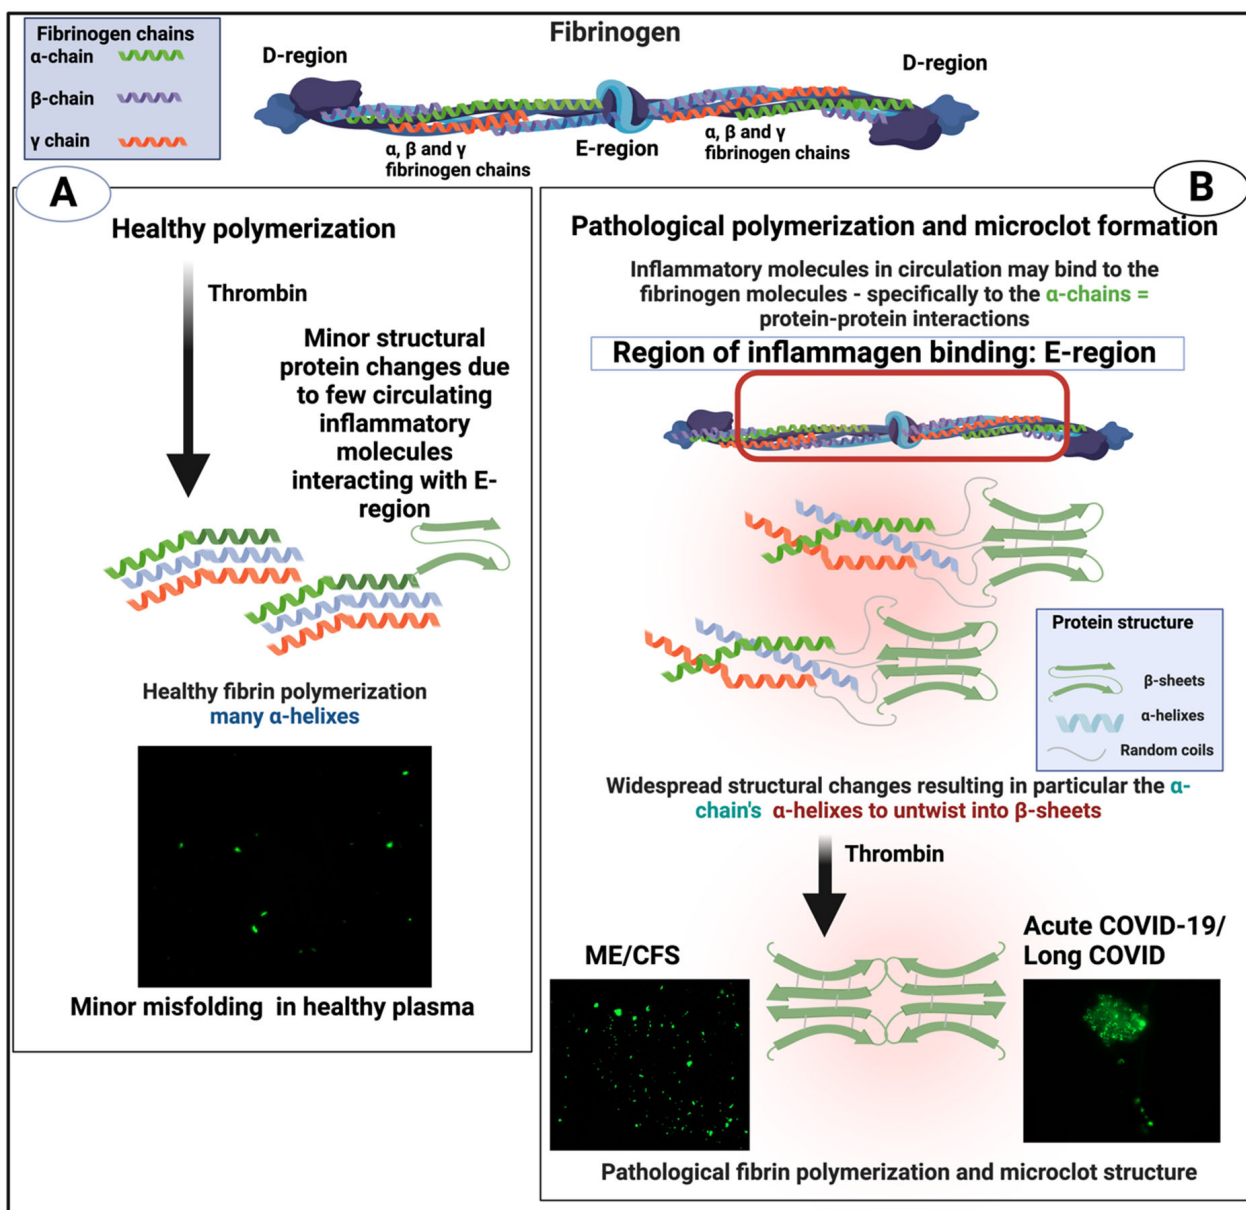 Fibrinogen chains
α-chain
β-chain
γ chain
Fibrinogen
D-region
D-region
α, β and γ
fibrinogen chains
E-region
α, β and γ
fibrinogen chains
A
Healthy polymerization
Thrombin
Minor structural
protein changes due
to few circulating
inflammatory
molecules
interacting with E-
region
Healthy fibrin polymerization
many α-helixes
Minor misfolding in healthy plasma
B
Pathological polymerization and microclot formation
Inflammatory molecules in circulation may bind to the
fibrinogen molecules - specifically to the α-chains =
protein-protein interactions
Region of inflammagen binding: E-region
Protein structure
β-sheets
α-helixes
Random coils
Widespread structural changes resulting in particular the α-
chain's α-helixes to untwist into β-sheets
Thrombin
ME/CFS
Acute COVID-19/
Long COVID
Pathological fibrin polymerization and microclot structure